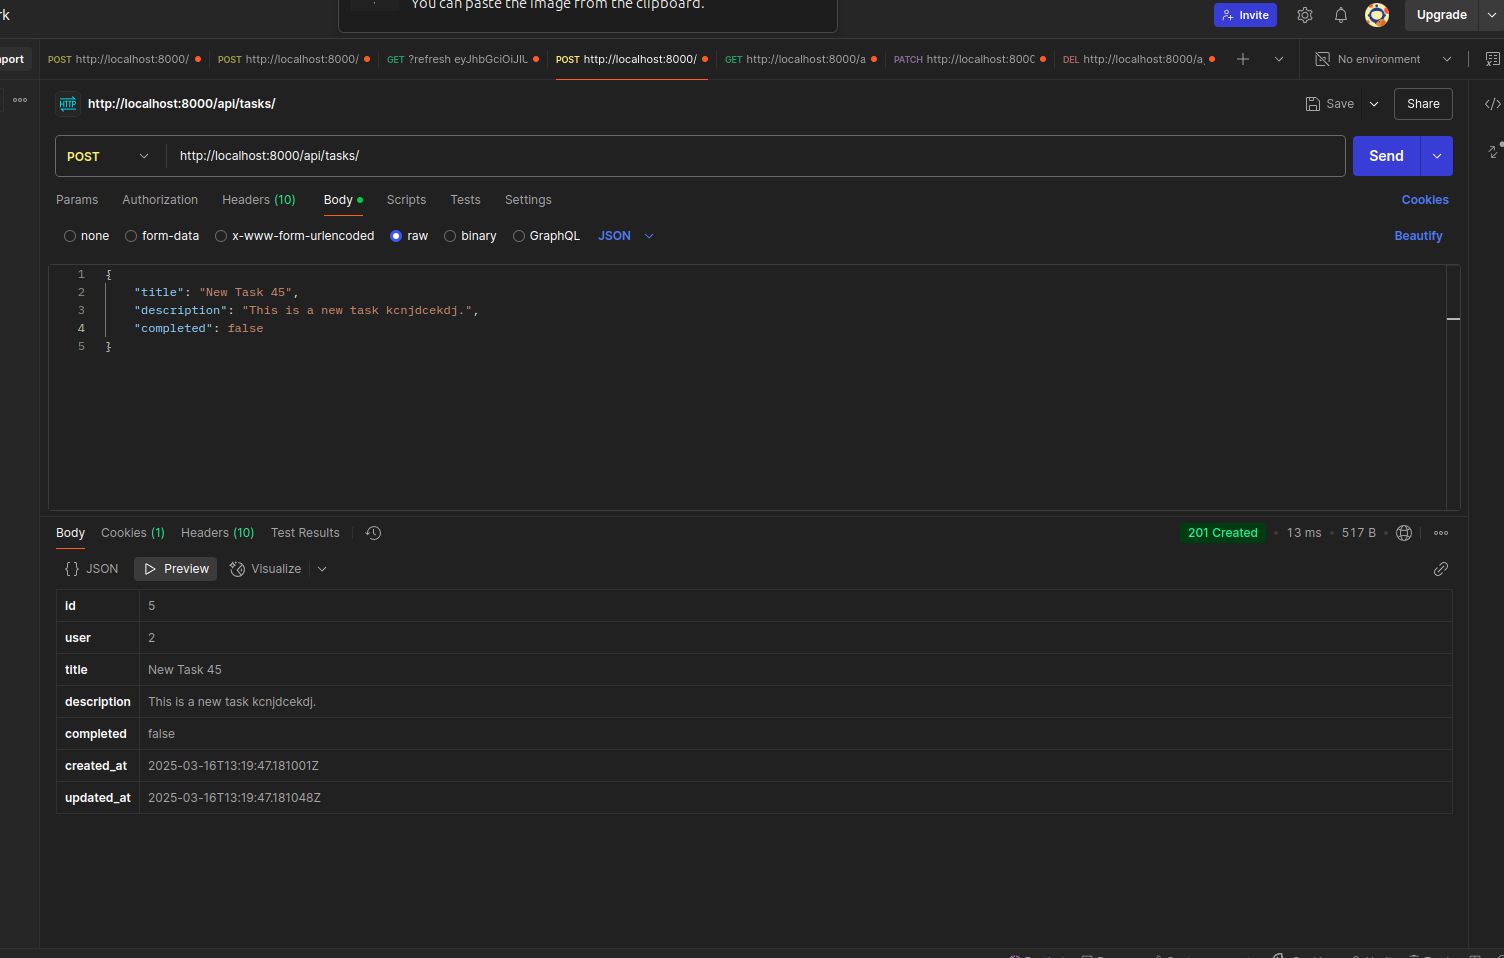 rk
You can paste the image from the clipboard.
Invite
Upgrade
port
POST http://localhost:8000/
POST http://localhost:8000/
GET ?refresh eyJhbGciOiJIU
POST http://localhost:8000/
GET http://localhost:8000/a
PATCH http://localhost:800
DEL http://localhost:8000/a
No environment
HTTP http://localhost:8000/api/tasks/
Save
Share
POST
http://localhost:8000/api/tasks/
Send
Params Authorization Headers (10) Body Scripts Tests Settings
Cookies
none form-data x-www-form-urlencoded raw binary GraphQL JSON
Beautify
1 {
2 "title": "New Task 45",
3 "description": "This is a new task kcnjdcekdj.",
4 "completed": false
5 }
Body Cookies (1) Headers (10) Test Results
201 Created • 13 ms • 517 B
{} JSON Preview Visualize
id 5
user 2
title New Task 45
description This is a new task kcnjdcekdj.
completed false
created_at 2025-03-16T13:19:47.181001Z
updated_at 2025-03-16T13:19:47.181048Z